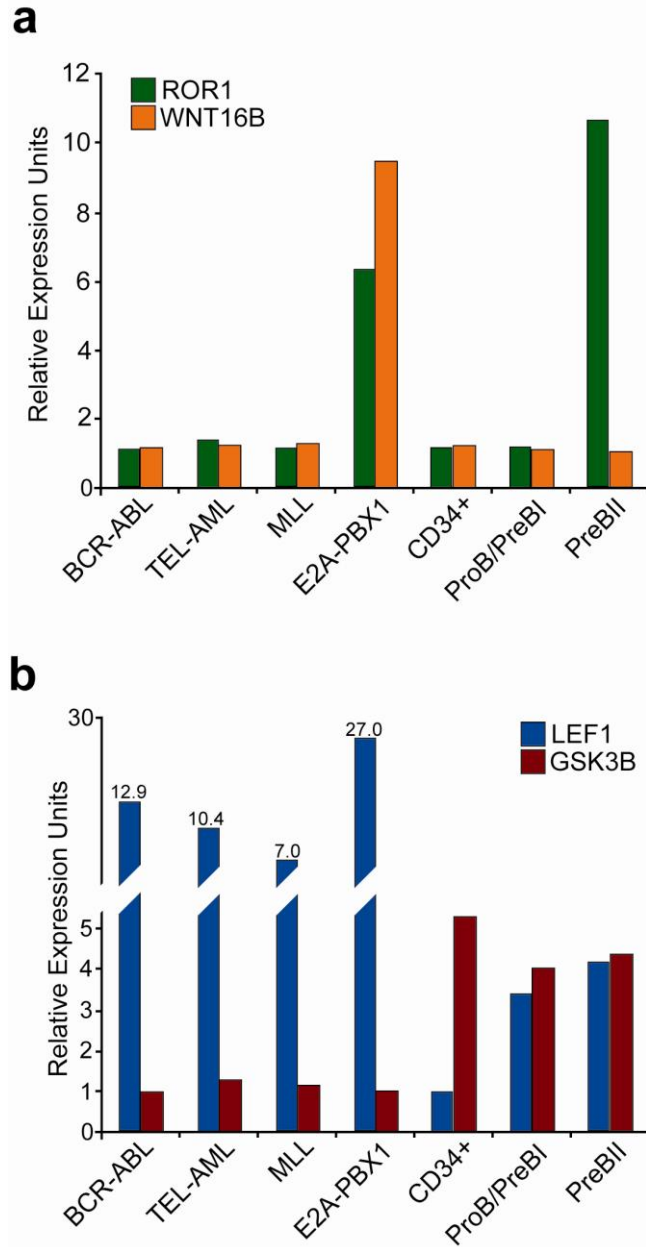 a
ROR1
WNT16B
Relative Expression Units
12
10
8
6
4
2
0
BCR-ABL
TEL-AML
MLL
E2A-PBX1
CD34+
ProB/PreBI
PreBII
b
30
LEF1
GSK3B
12.9
10.4
7.0
27.0
Relative Expression Units
5
4
3
2
1
0
BCR-ABL
TEL-AML
MLL
E2A-PBX1
CD34+
ProB/PreBI
PreBII